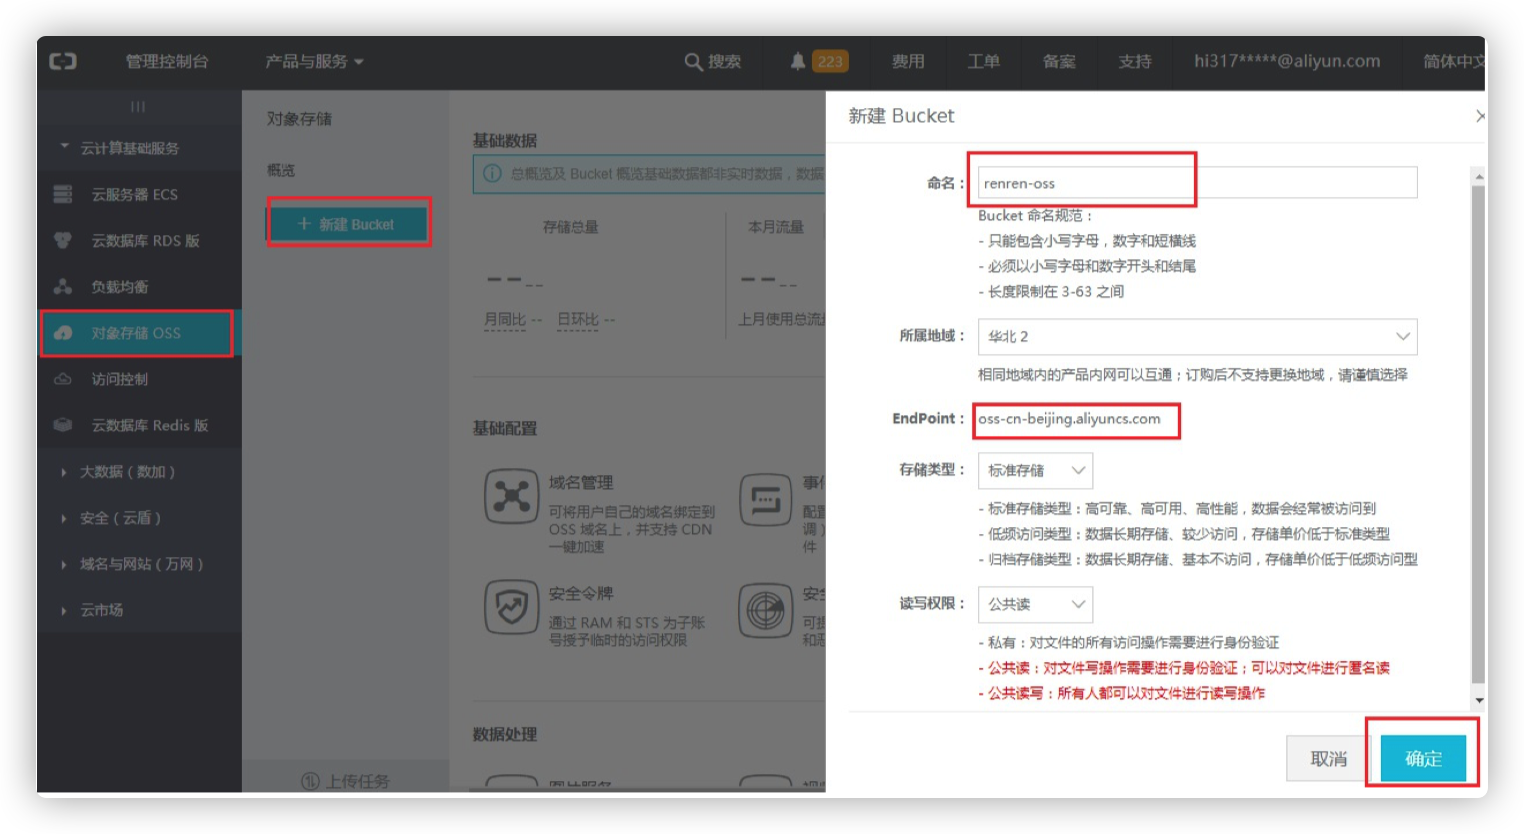 管理控制台
产品与服务
搜索
223
费用
工单
备案
支持
hi317*****@aliyun.com
简体中文
云计算基础服务
云服务器 ECS
云数据库 RDS 版
负载均衡
对象存储 OSS
访问控制
云数据库 Redis 版
大数据（数加）
安全（云盾）
域名与网站（万网）
云市场
对象存储
概览
+ 新建 Bucket
上传任务
基础数据
总概览及 Bucket 概览基础数据都非实时数据，数据
存储总量
本月流量
-- --
-- --
月同比 --
日环比 --
上月使用总流
基础配置
域名管理
可将用户自己的域名绑定到
OSS 域名上，并支持 CDN
一键加速
事
配
调）
件
安全令牌
通过 RAM 和 STS 为子账
号授予临时的访问权限
安
可
和
数据处理
图片服务
新建 Bucket
命名：
renren-oss
Bucket 命名规范：
- 只能包含小写字母，数字和短横线
- 必须以小写字母和数字开头和结尾
- 长度限制在 3-63 之间
所属地域：
华北 2
相同地域内的产品内网可以互通；订购后不支持更换地域，请谨慎选择
EndPoint：
oss-cn-beijing.aliyuncs.com
存储类型：
标准存储
- 标准存储类型：高可靠、高可用、高性能，数据会经常被访问到
- 低频访问类型：数据长期存储、较少访问，存储单价低于标准类型
- 归档存储类型：数据长期存储、基本不访问，存储单价低于低频访问型
读写权限：
公共读
- 私有：对文件的所有访问操作需要进行身份验证
- 公共读：对文件写操作需要进行身份验证；可以对文件进行匿名读
- 公共读写：所有人都可以对文件进行读写操作
取消
确定